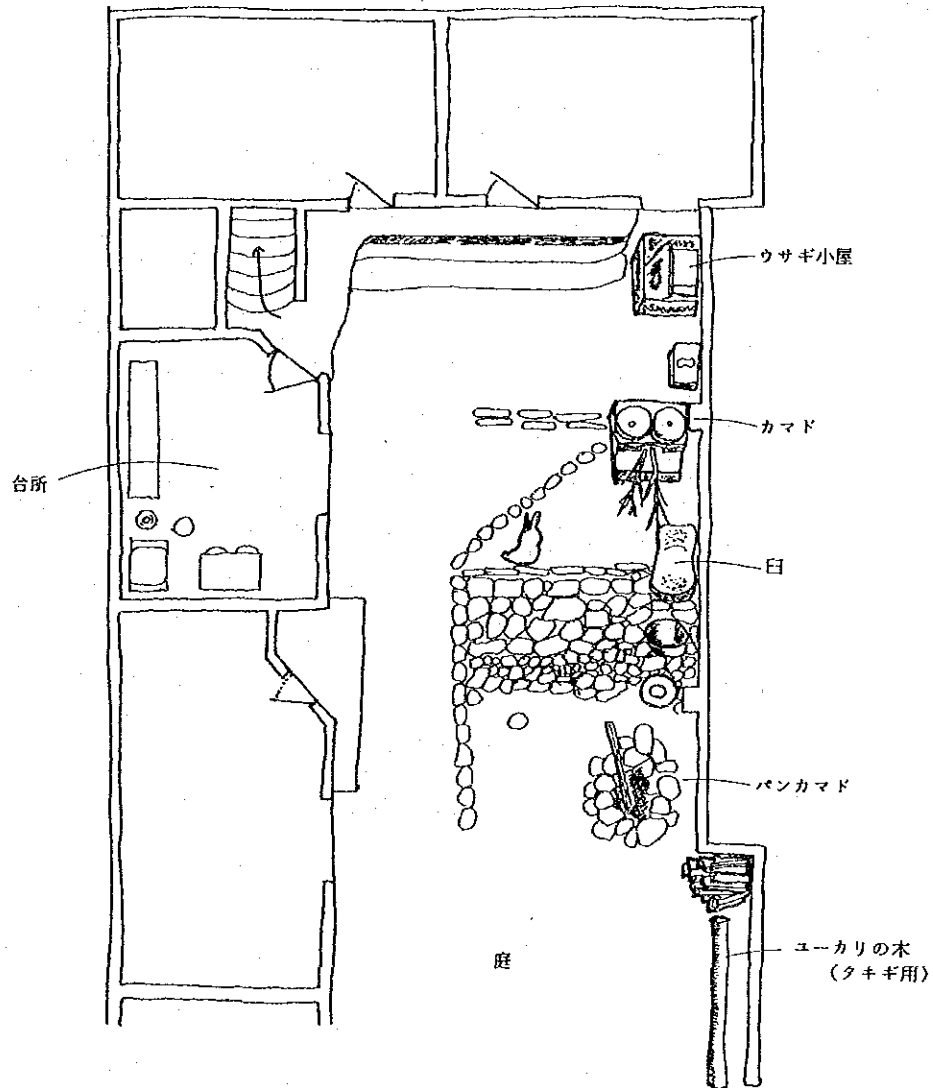 ウサギ小屋
カマド
台所
臼
パンカマド
庭
ユーカリの木
（タキギ用）